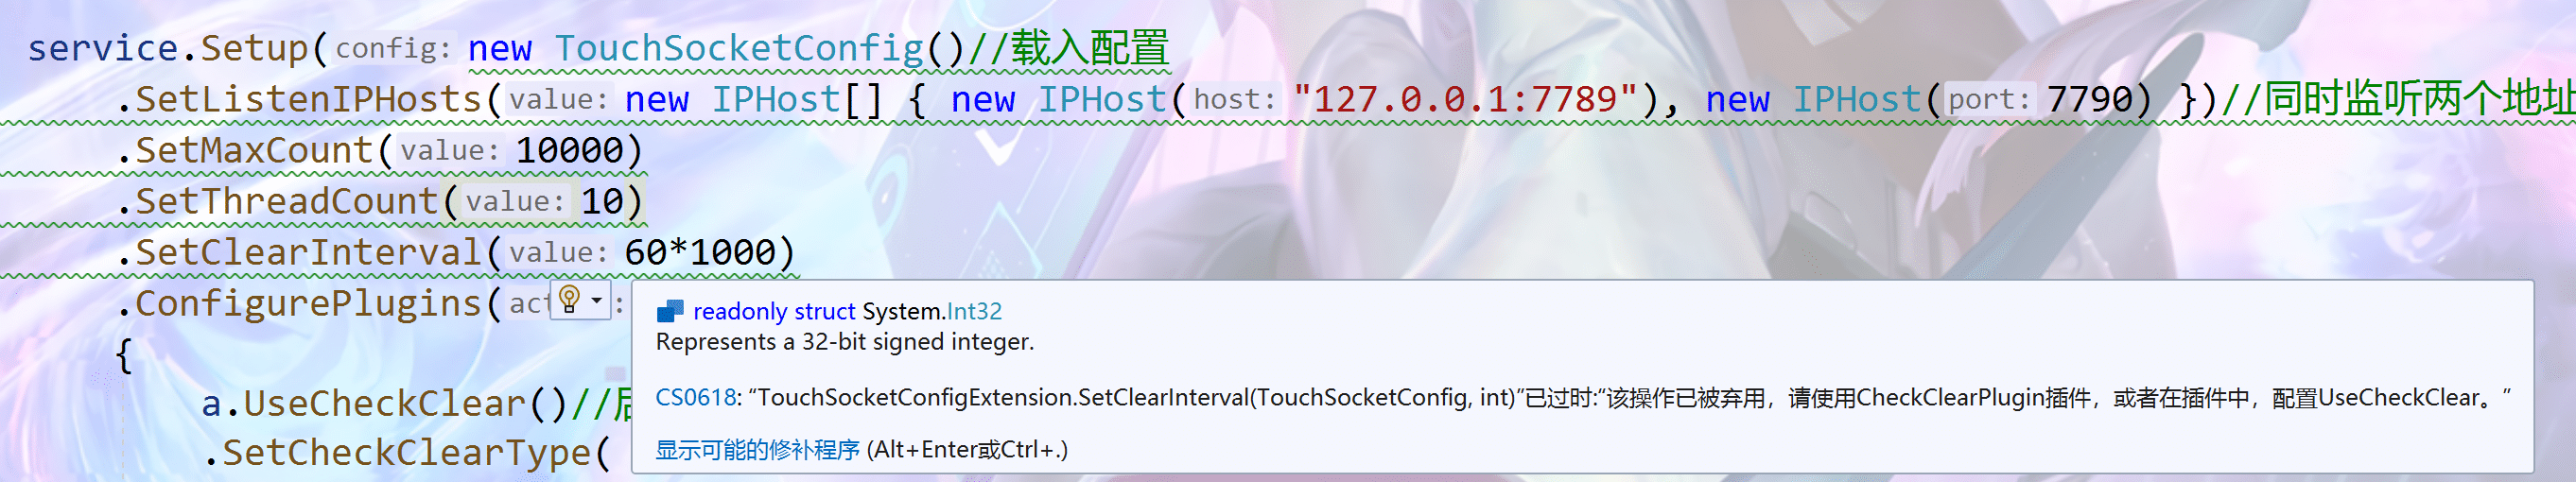 service.Setup(config: new TouchSocketConfig()//载入配置
.SetListenIPHosts(value: new IPHost[] { new IPHost(host: "127.0.0.1:7789"), new IPHost(port: 7790) })//同时监听两个地址
.SetMaxCount(value: 10000)
.SetThreadCount(value: 10)
.SetClearInterval(value: 60*1000)
.ConfigurePlugins(act :
{
a.UseCheckClear()//
.SetCheckClearType(
readonly struct System.Int32
Represents a 32-bit signed integer.
CS0618: “TouchSocketConfigExtension.SetClearInterval(TouchSocketConfig, int)”已过时:“该操作已被弃用，请使用CheckClearPlugin插件，或者在插件中，配置UseCheckClear。”
显示可能的修补程序 (Alt+Enter或Ctrl+.)